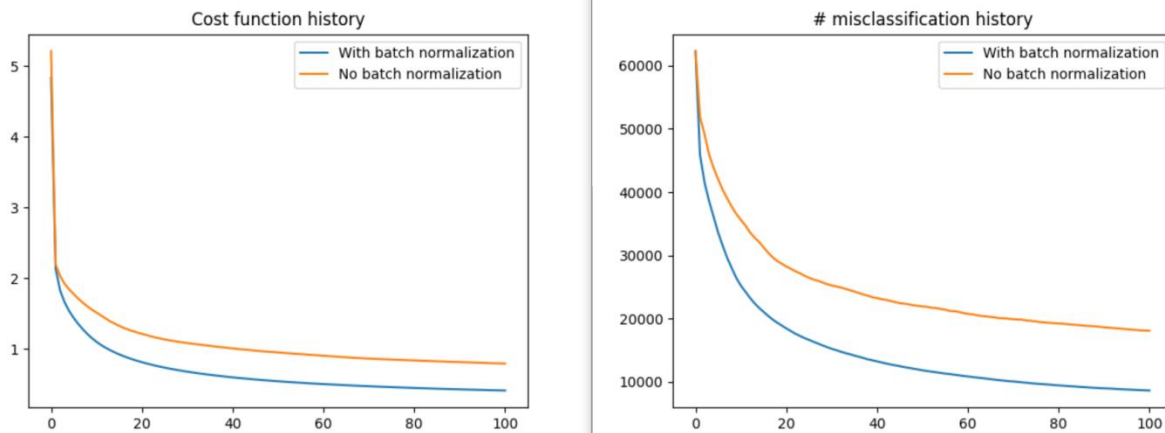 Cost function history
With batch normalization
No batch normalization
5
4
3
2
1
0 20 40 60 80 100
# misclassification history
With batch normalization
No batch normalization
60000
50000
40000
30000
20000
10000
0 20 40 60 80 100